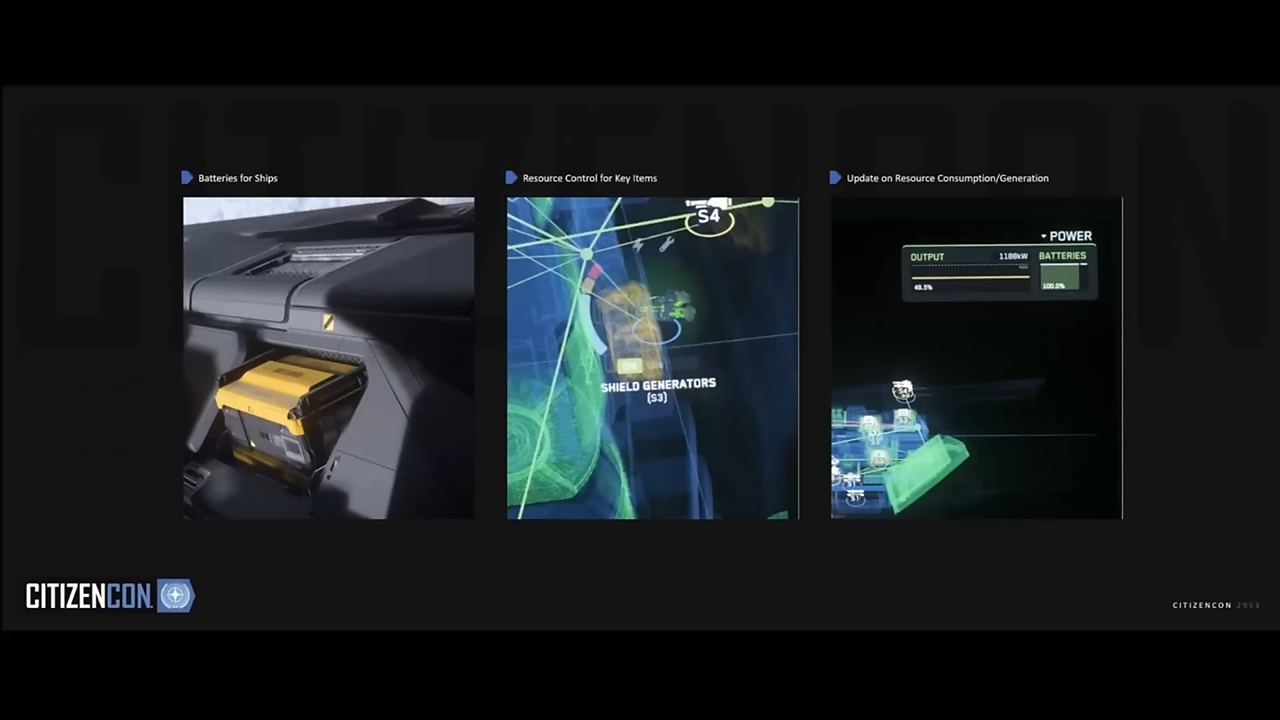 CITIZENCON
Batteries for Ships
Resource Control for Key Items
Update on Resource Consumption/Generation
S4
SHIELD GENERATORS
(S3)
POWER
OUTPUT
1188kW
BATTERIES
49.5%
100.0%
CITIZENCON
CITIZENCON 2953